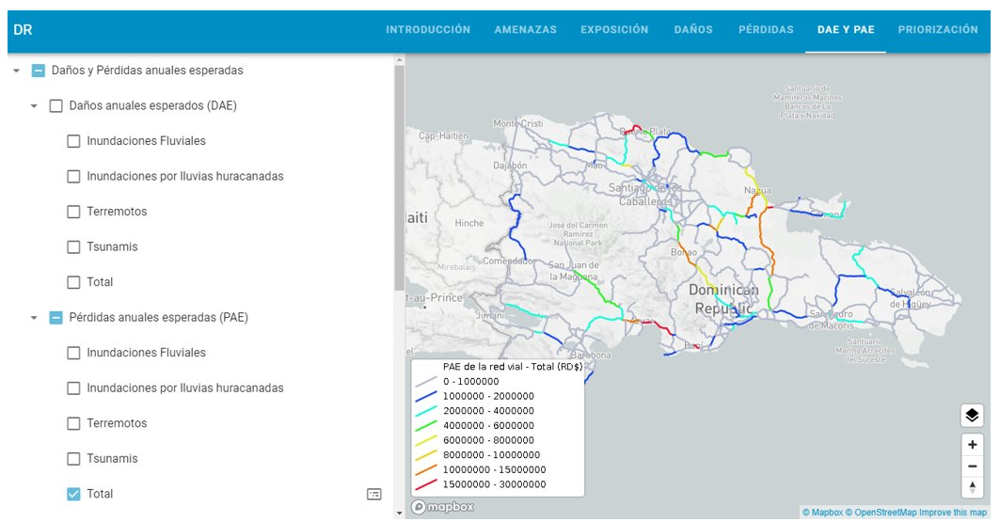 DR
INTRODUCCIÓN
AMENAZAS
EXPOSICIÓN
DAÑOS
PÉRDIDAS
DAE Y PAE
PRIORIZACIÓN
Daños y Pérdidas anuales esperadas
Daños anuales esperados (DAE)
Inundaciones Fluviales
Inundaciones por lluvias huracanadas
Terremotos
Tsunamis
Total
Pérdidas anuales esperadas (PAE)
Inundaciones Fluviales
Inundaciones por lluvias huracanadas
Terremotos
Tsunamis
Total
Santuario de
Mamíferos Marinos
Bancos de La
Plata y Navidad
Monte Cristi
Puerto Plata
Cap-Haïtien
Dajabón
Mao
Santiago de los
Caballeros
Nagua
Samaná
aiti
Hinche
José del Carmen
Ramírez
National Park
Bonao
Mirebalais
Comendador
San Juan de
la Maguana
t-au-Prince
Dominican
Republic
Salvaleón
de Higüey
Jimaní
Neiba
Azua
San Pedro
de Macorís
Baní
Santuario
Marino Arrecifes
del Sureste
el
Barahona
PAE de la red vial - Total (RD$)
0 - 1000000
1000000 - 2000000
2000000 - 4000000
4000000 - 6000000
6000000 - 8000000
8000000 - 10000000
10000000 - 15000000
15000000 - 30000000
mapbox
© Mapbox © OpenStreetMap Improve this map